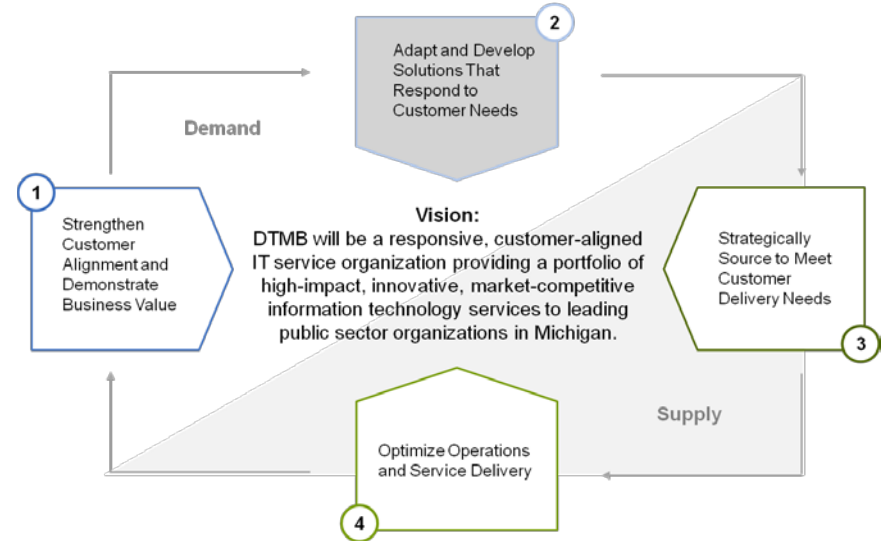 2
Adapt and Develop
Solutions That
Respond to
Customer Needs
Demand
1
Strengthen
Customer
Alignment and
Demonstrate
Business Value
Vision:
DTMB will be a responsive, customer-aligned
IT service organization providing a portfolio of
high-impact, innovative, market-competitive
information technology services to leading
public sector organizations in Michigan.
Strategically
Source to Meet
Customer
Delivery Needs
3
Supply
Optimize Operations
and Service Delivery
4